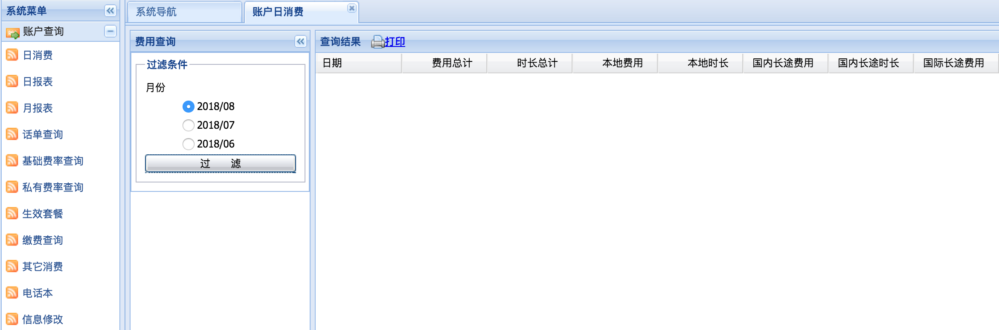 系统菜单
账户查询
日消费
日报表
月报表
话单查询
基础费率查询
私有费率查询
生效套餐
缴费查询
其它消费
电话本
信息修改
系统导航
账户日消费
费用查询
过滤条件
月份
2018/08
2018/07
2018/06
过 滤
查询结果 打印
日期 费用总计 时长总计 本地费用 本地时长 国内长途费用 国内长途时长 国际长途费用